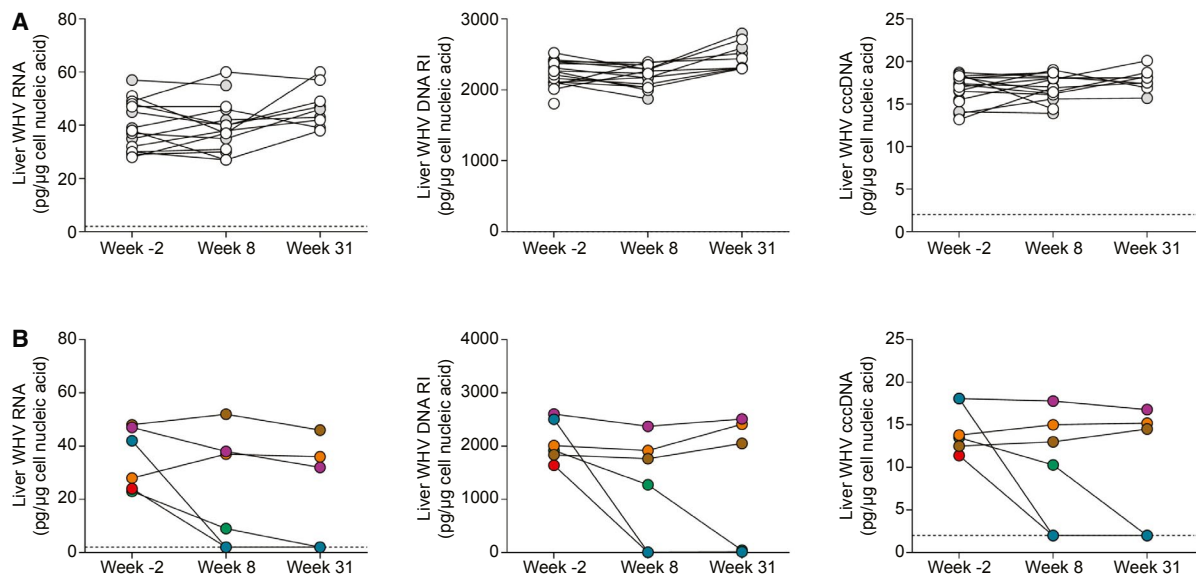 A
Liver WHV RNA
(pg/µg cell nucleic acid)
80
60
40
20
0
Week -2 Week 8 Week 31
Liver WHV DNA RI
(pg/µg cell nucleic acid)
3000
2000
1000
0
Week -2 Week 8 Week 31
Liver WHV cccDNA
(pg/µg cell nucleic acid)
25
20
15
10
5
0
Week -2 Week 8 Week 31
B
Liver WHV RNA
(pg/µg cell nucleic acid)
80
60
40
20
0
Week -2 Week 8 Week 31
Liver WHV DNA RI
(pg/µg cell nucleic acid)
4000
3000
2000
1000
0
Week -2 Week 8 Week 31
Liver WHV cccDNA
(pg/µg cell nucleic acid)
25
20
15
10
5
0
Week -2 Week 8 Week 31